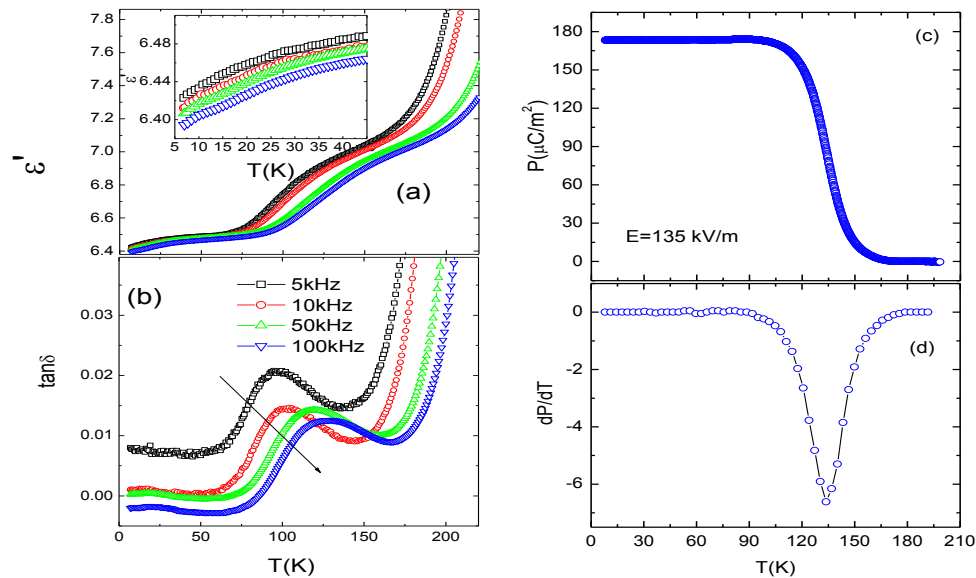 7.8
7.6
7.4
7.2
7.0
6.8
6.6
6.4
ε'
6.48
6.44
6.40
ε'
5 10 15 20 25 30 35 40
T(K)
(a)
(b)
5kHz
10kHz
50kHz
100kHz
0.03
0.02
0.01
0.00
tanδ
0 50 100 150 200
T(K)
180
150
120
90
60
30
0
P(μC/m²)
(c)
E=135 kV/m
0
-2
-4
-6
dP/dT
(d)
0 30 60 90 120 150 180 210
T(K)